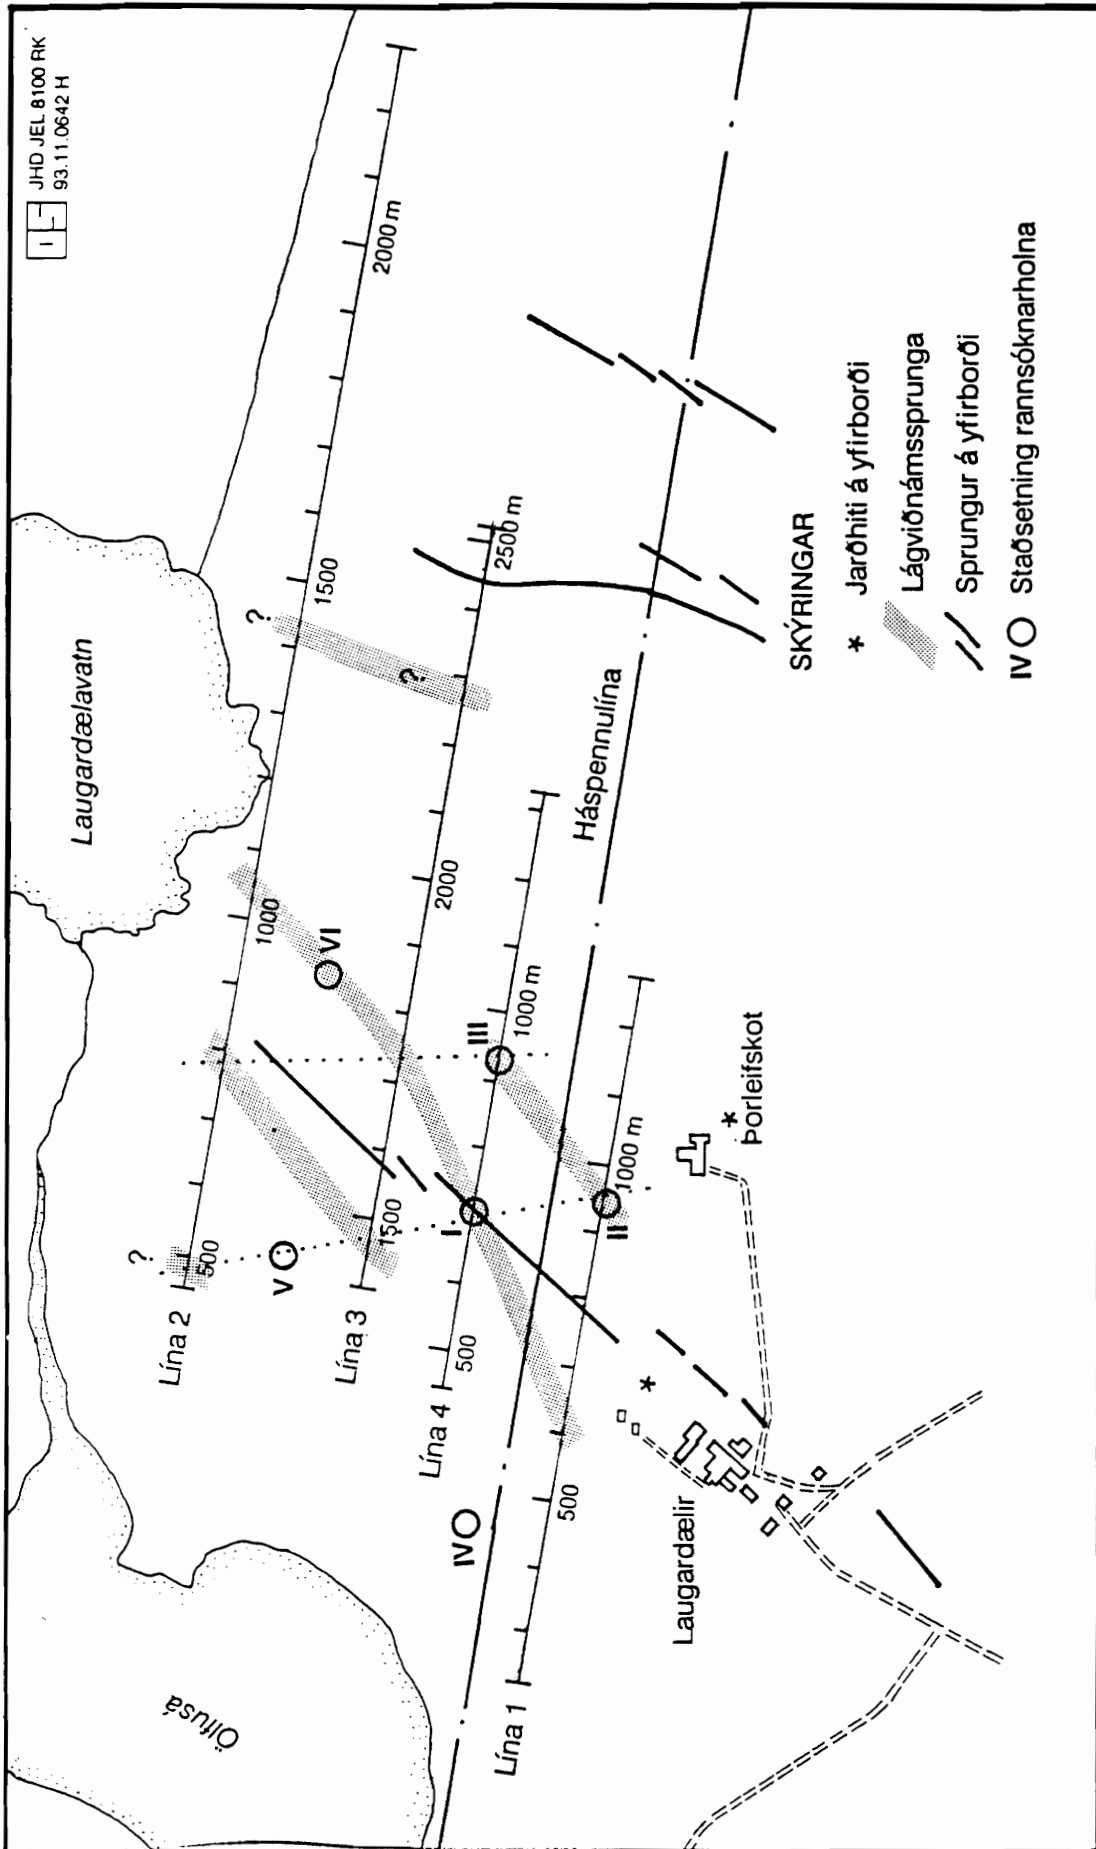 JHD JEL 8100 RK
93.11.0642 H
Laugardælavatn
Ölfusá
?
Lína 2
500
1000
1500
2000 m
?
V
VI
Lína 3
1500
2000
2500 m
?
Lína 4
500
I
III
1000 m
IV
Háspennulína
Lína 1
500
II
1000 m
Laugardælir
*
*
Þorleifskot
SKÝRINGAR
* Jarðhiti á yfirborði
Lágviðnámssprunga
Sprungur á yfirborði
IV Staðsetning rannsóknarholna